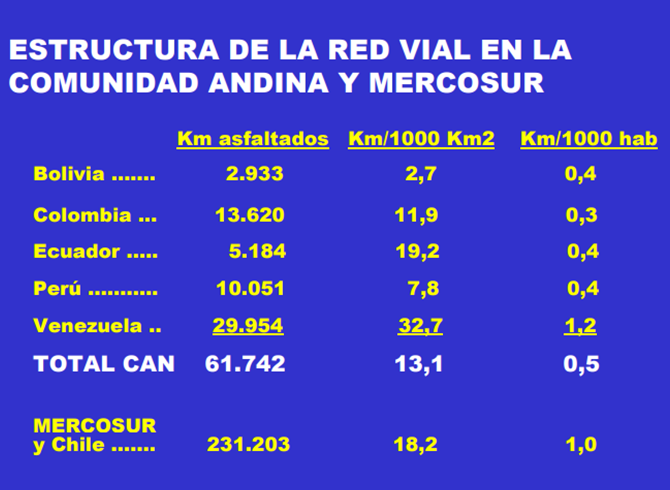 ESTRUCTURA DE LA RED VIAL EN LA
COMUNIDAD ANDINA Y MERCOSUR
Km asfaltados Km/1000 Km2 Km/1000 hab
Bolivia ....... 2.933 2,7 0,4
Colombia ... 13.620 11,9 0,3
Ecuador ..... 5.184 19,2 0,4
Perú ........... 10.051 7,8 0,4
Venezuela .. 29.954 32,7 1,2
TOTAL CAN 61.742 13,1 0,5
MERCOSUR
y Chile ....... 231.203 18,2 1,0